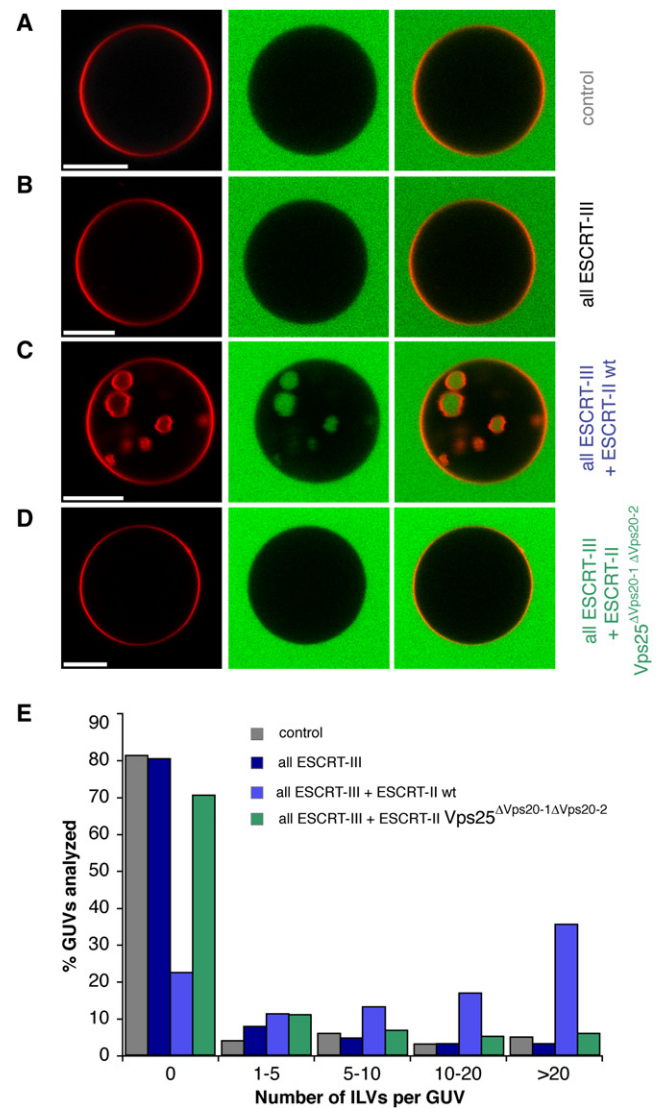 A
control
B
all ESCRT-III
C
all ESCRT-III
+ ESCRT-II wt
D
all ESCRT-III
+ ESCRT-II
Vps25ΔVps20-1 ΔVps20-2
E
90
80
70
60
50
40
30
20
10
0
% GUVs analyzed
control
all ESCRT-III
all ESCRT-III + ESCRT-II wt
all ESCRT-III + ESCRT-II Vps25ΔVps20-1ΔVps20-2
0 1-5 5-10 10-20 >20
Number of ILVs per GUV